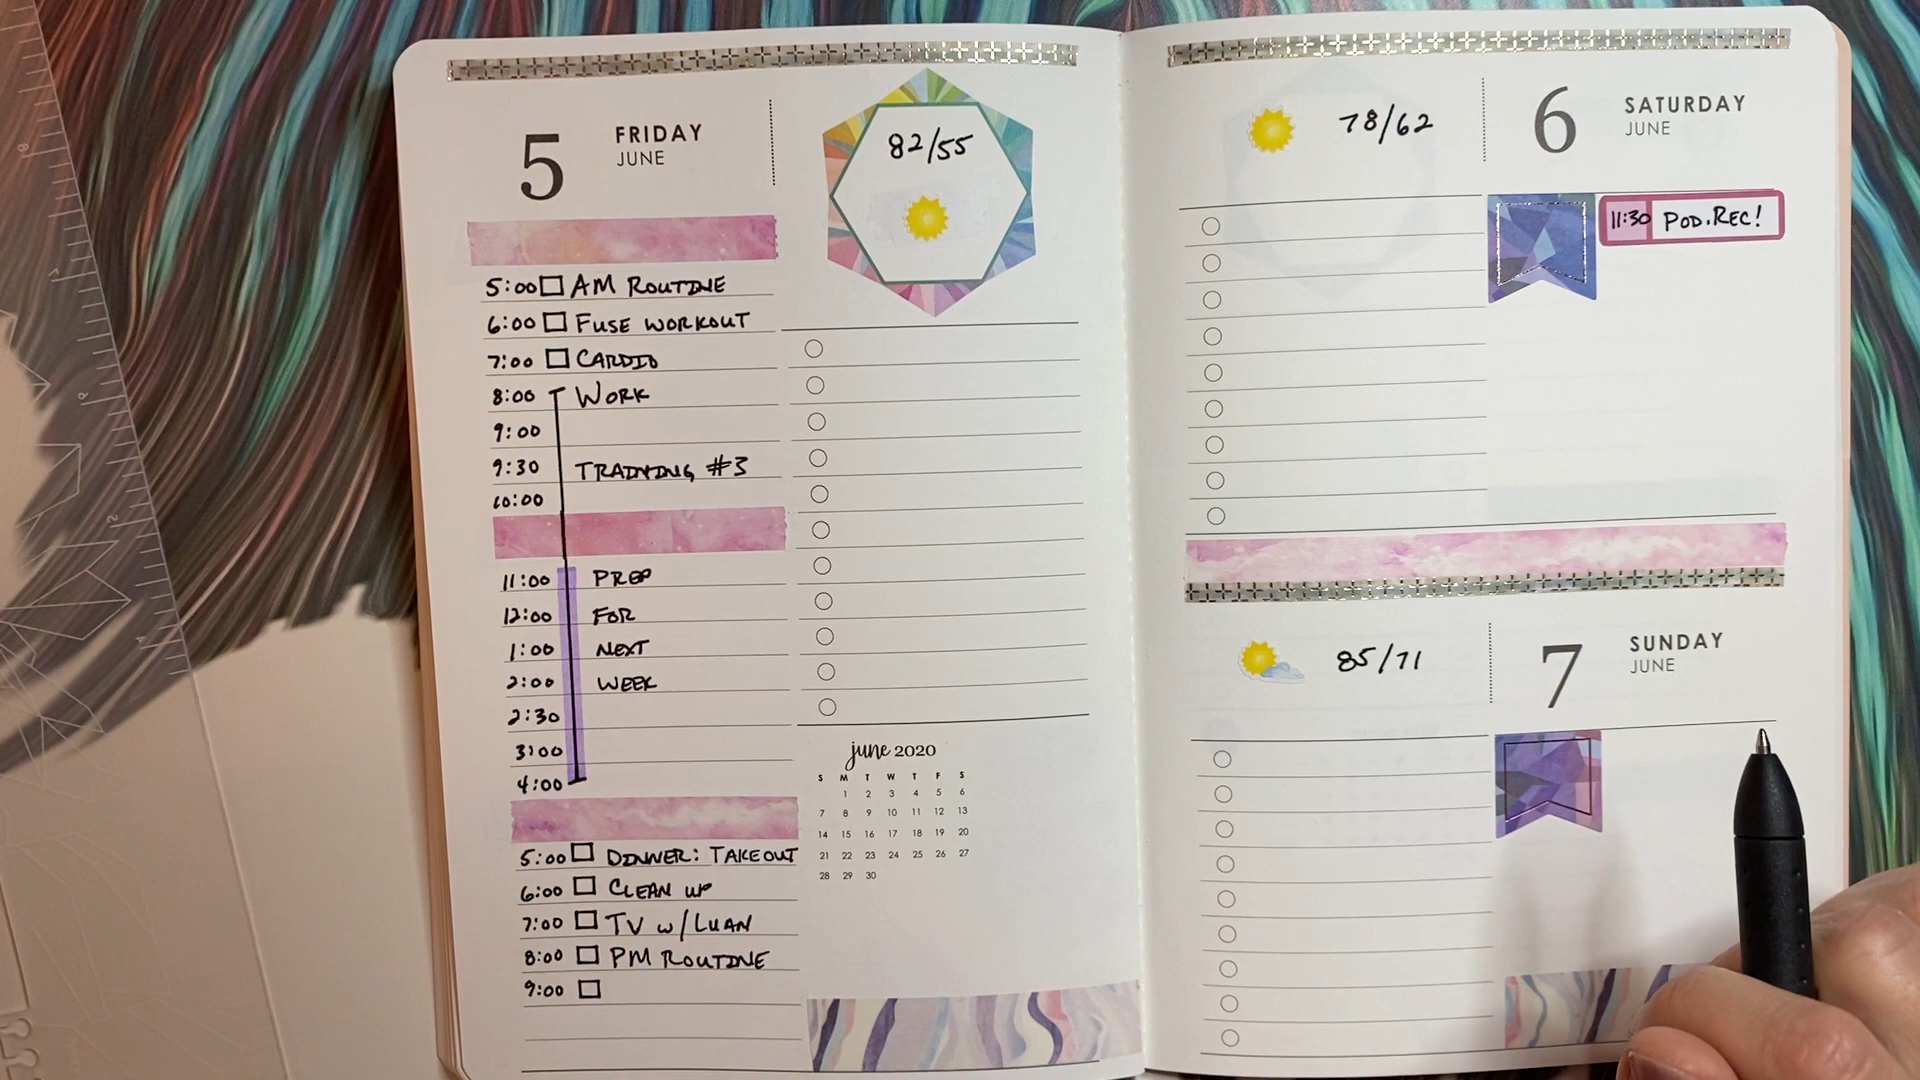 5 FRIDAY
JUNE
82/55
5:00 AM ROUTINE
6:00 FUSE WORKOUT
7:00 CARDIO
8:00 WORK
9:00
9:30 TRAINING #3
10:00
11:00 PREP
12:00 FOR
1:00 NEXT
2:00 WEEK
2:30
3:00
4:00
5:00 DINNER: TAKEOUT
6:00 CLEAN UP
7:00 TV w/LUAN
8:00 PM ROUTINE
9:00
june 2020
S M T W T F S
1 2 3 4 5 6
7 8 9 10 11 12 13
14 15 16 17 18 19 20
21 22 23 24 25 26 27
28 29 30
78/62
6 SATURDAY
JUNE
11:30 POD.REC!
85/71
7 SUNDAY
JUNE